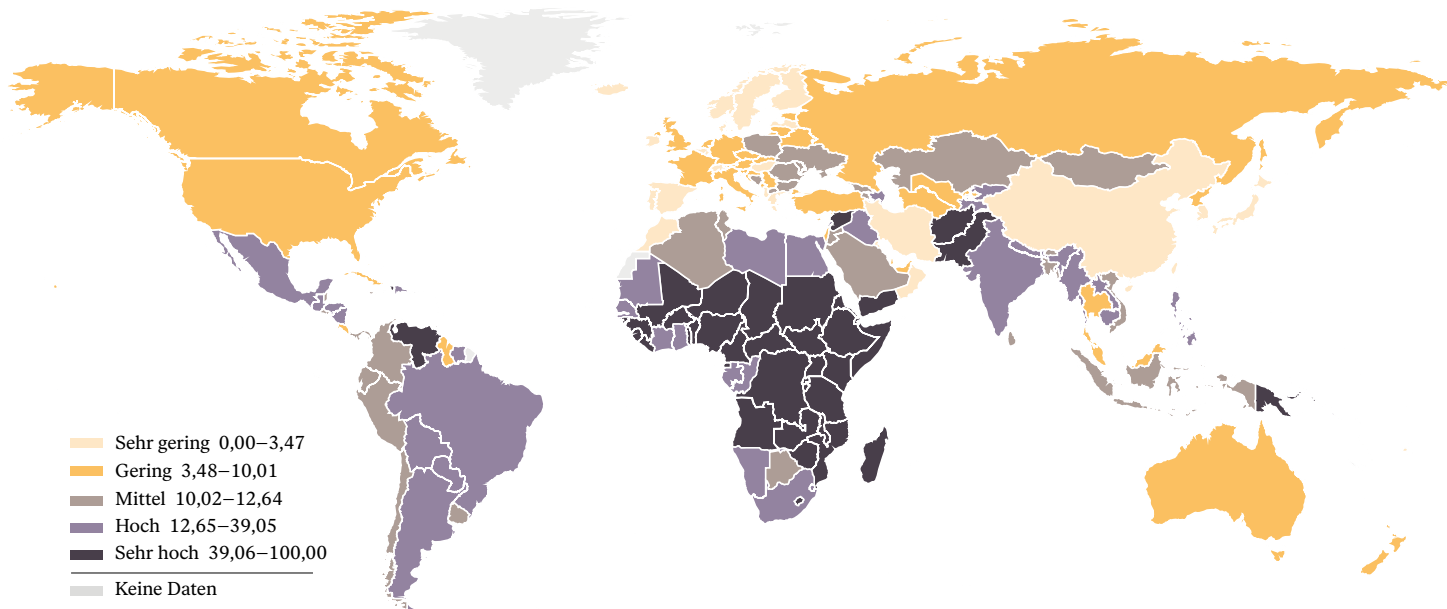 Sehr gering 0,00–3,47
Gering 3,48–10,01
Mittel 10,02–12,64
Hoch 12,65–39,05
Sehr hoch 39,06–100,00
Keine Daten